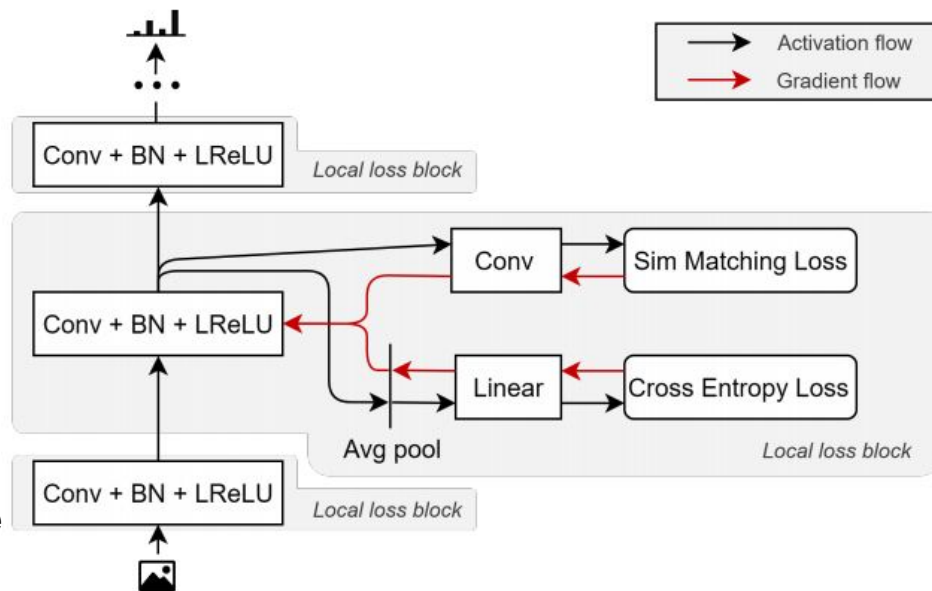 Activation flow
Gradient flow
Conv + BN + LReLU
Local loss block
Conv
Sim Matching Loss
Conv + BN + LReLU
Linear
Cross Entropy Loss
Avg pool
Local loss block
Conv + BN + LReLU
Local loss block